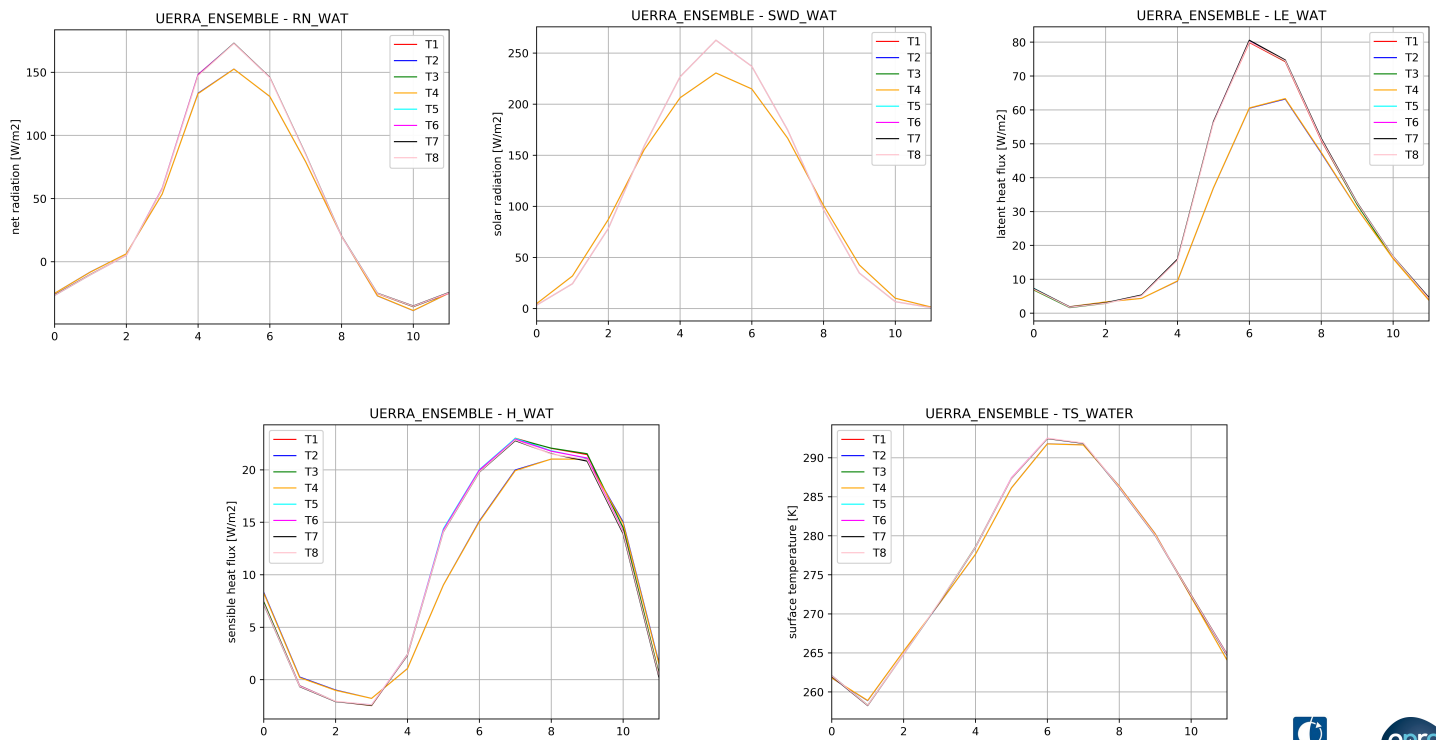 UERRA_ENSEMBLE - RN_WAT
net radiation [W/m2]
150
100
50
0
0 2 4 6 8 10
T1
T2
T3
T4
T5
T6
T7
T8
UERRA_ENSEMBLE - SWD_WAT
solar radiation [W/m2]
250
200
150
100
50
0
0 2 4 6 8 10
T1
T2
T3
T4
T5
T6
T7
T8
UERRA_ENSEMBLE - LE_WAT
latent heat flux [W/m2]
80
70
60
50
40
30
20
10
0
0 2 4 6 8 10
T1
T2
T3
T4
T5
T6
T7
T8
UERRA_ENSEMBLE - H_WAT
sensible heat flux [W/m2]
20
15
10
5
0
0 2 4 6 8 10
T1
T2
T3
T4
T5
T6
T7
T8
UERRA_ENSEMBLE - TS_WATER
surface temperature [K]
290
285
280
275
270
265
260
0 2 4 6 8 10
T1
T2
T3
T4
T5
T6
T7
T8